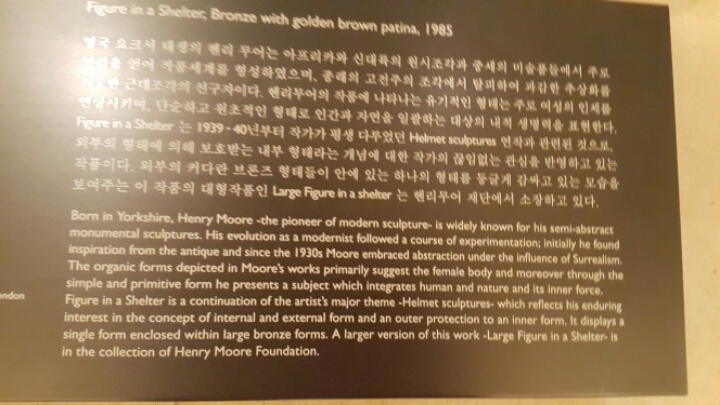 Figure in a Shelter, Bronze with golden brown patina, 1985
영국 요크셔 태생의 헨리 무어는 아프리카와 신대륙의 원시조각과 중세의 미술품들에서 주로
영감을 얻어 작품세계를 형성하였으며, 종래의 고전주의 조각에서 탈피하여 과감한 추상화를
근대조각의 선구자이다. 헨리무어의 작품에 나타나는 유기적인 형태는 주로 여성의 인체를
연상시키며, 단순하고 원초적인 형태로 인간과 자연을 일괄하는 대상의 내적 생명력을 표현한다.
Figure in a Shelter 는 1939 - 40년부터 작가가 평생 다루었던 Helmet sculptures 연작과 관련된 것으로,
외부의 형태에 의해 보호받는 내부 형태라는 개념에 대한 작가의 끊임없는 관심을 반영하고 있는
작품이다. 외부의 커다란 브론즈 형태들이 안에 있는 하나의 형태를 둥글게 감싸고 있는 모습을
보여주는 이 작품의 대형작품인 Large Figure in a shelter 는 헨리무어 재단에서 소장하고 있다.
Born in Yorkshire, Henry Moore -the pioneer of modern sculpture- is widely known for his semi-abstract
monumental sculptures. His evolution as a modernist followed a course of experimentation; initially he found
inspiration from the antique and since the 1930s Moore embraced abstraction under the influence of Surrealism.
The organic forms depicted in Moore's works primarily suggest the female body and moreover through the
simple and primitive form he presents a subject which integrates human and nature and its inner force.
Figure in a Shelter is a continuation of the artist's major theme -Helmet sculptures- which reflects his enduring
interest in the concept of internal and external form and an outer protection to an inner form. It displays a
single form enclosed within large bronze forms. A larger version of this work -Large Figure in a Shelter- is
in the collection of Henry Moore Foundation.
ondon